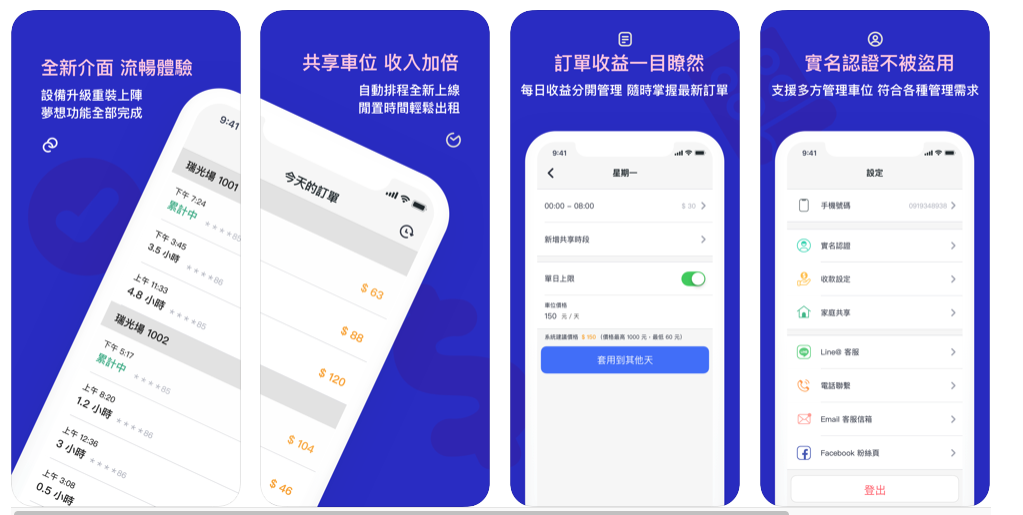 全新介面 流暢體驗
設備升級重裝上陣
夢想功能全部完成
9:41
瑞光場 1001
下午 7:24
累計中
****85
下午 3:45
3.5 小時
****86
上午 11:33
4.8 小時
****85
瑞光場 1002
下午 5:17
累計中
****85
上午 8:20
1.2 小時
****86
上午 12:36
3 小時
****86
上午 3:08
0.5 小時
共享車位 收入加倍
自動排程全新上線
閒置時間輕鬆出租
今天的訂單
$ 63
$ 88
$ 120
$ 104
$ 46
訂單收益一目瞭然
每日收益分開管理 隨時掌握最新訂單
9:41
星期一
00:00 ~ 08:00
$ 30
新增共享時段
單日上限
車位價格
150 元 / 天
系統建議價格 $ 150 (價格最高 1000 元，最低 60 元)
套用到其他天
實名認證不被盜用
支援多方管理車位 符合各種管理需求
9:41
設定
手機號碼
0919348938
實名認證
收款設定
家庭共享
Line@ 客服
電話聯繫
Email 客服信箱
Facebook 粉絲頁
登出